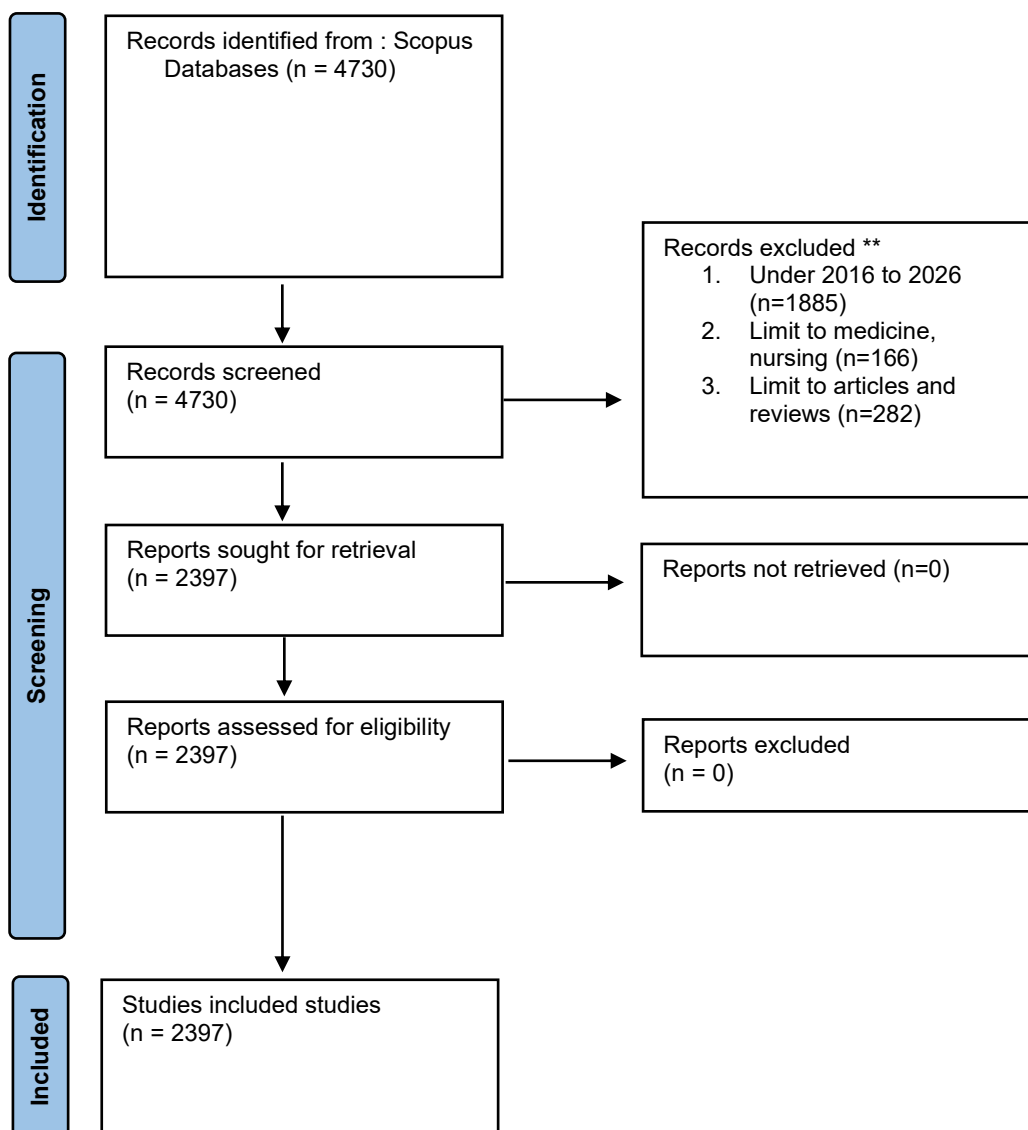 Identification
Records identified from : Scopus
Databases (n = 4730)
Records excluded **
1. Under 2016 to 2026
(n=1885)
2. Limit to medicine,
nursing (n=166)
3. Limit to articles and
reviews (n=282)
Screening
Records screened
(n = 4730)
Reports sought for retrieval
(n = 2397)
Reports not retrieved (n=0)
Reports assessed for eligibility
(n = 2397)
Reports excluded
(n = 0)
Included
Studies included studies
(n = 2397)